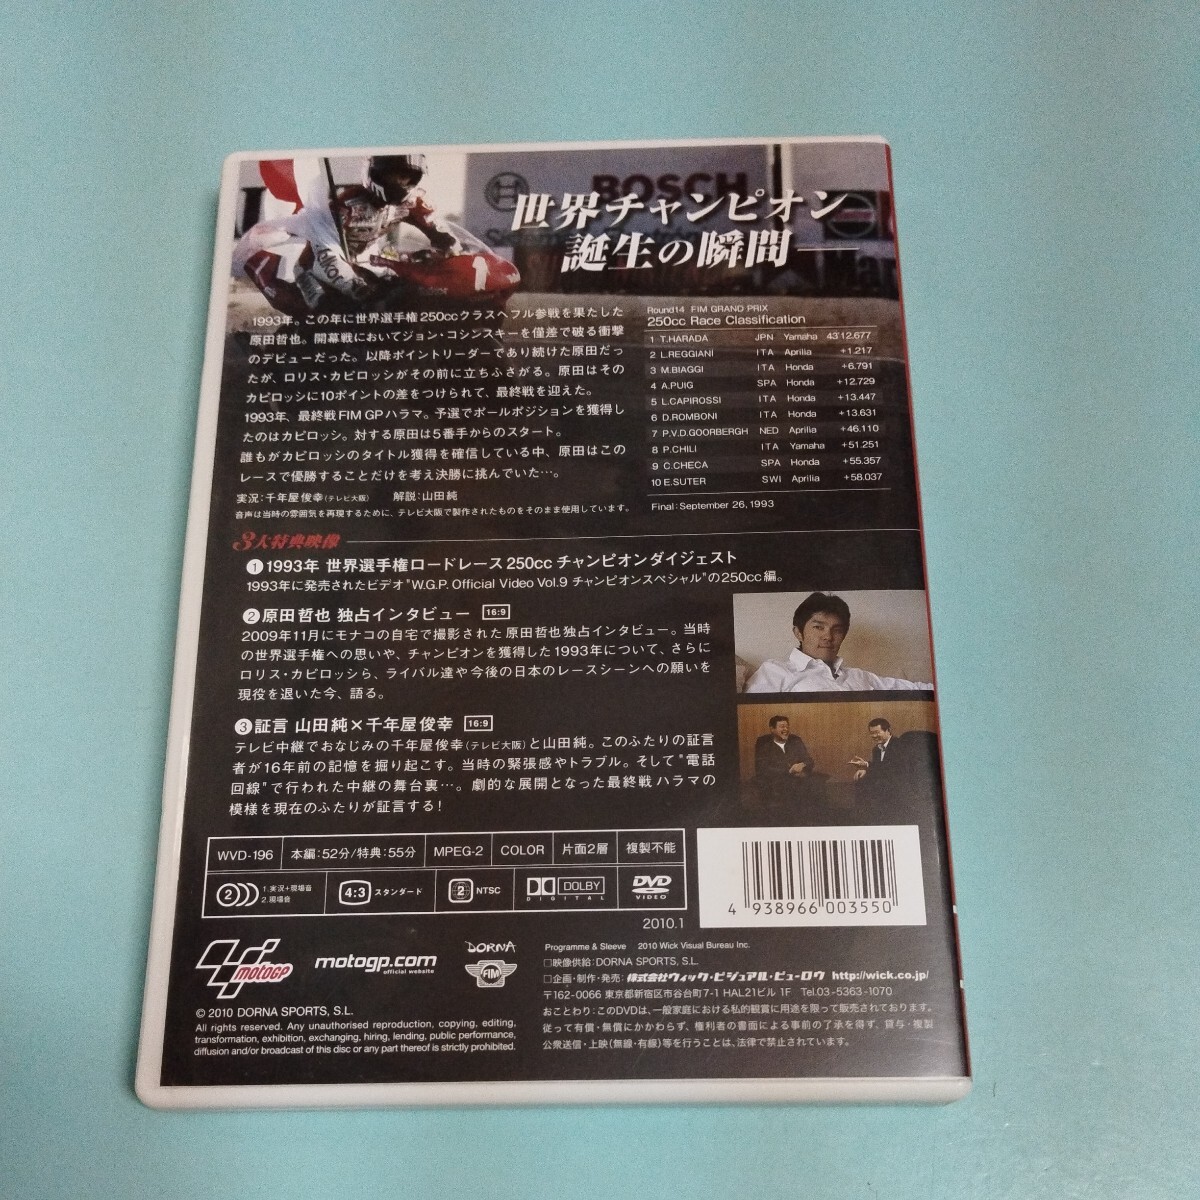 BOSCH
世界チャンピオン
誕生の瞬間──
1993年。この年に世界選手権250ccクラスへフル参戦を果たした
原田哲也。開幕戦においてジョン・コシンスキーを僅差で破る衝撃
のデビューだった。以降ポイントリーダーであり続けた原田だっ
たが、ロリス・カピロッシがその前に立ちふさがる。原田はその
カピロッシに10ポイントの差をつけられて、最終戦を迎えた。
1993年、最終戦FIM GPハラマ。予選でポールポジションを獲得し
たのはカピロッシ。対する原田は5番手からのスタート。
誰もがカピロッシのタイトル獲得を確信している中、原田はこの
レースで優勝することだけを考え決勝に挑んでいた…。
実況：千年屋俊幸（テレビ大阪） 解説：山田純
音声は当時の雰囲気を再現するために、テレビ大阪で製作されたものをそのまま使用しています。
Round14 FIM GRAND PRIX
250cc Race Classification
1 T.HARADA JPN Yamaha 43'12.677
2 L.REGGIANI ITA Aprilia +1.217
3 M.BIAGGI ITA Honda +6.791
4 A.PUIG SPA Honda +12.729
5 L.CAPIROSSI ITA Honda +13.447
6 D.ROMBONI ITA Honda +13.631
7 P.V.D.GOORBERGH NED Aprilia +46.110
8 P.CHILI ITA Yamaha +51.251
9 C.CHECA SPA Honda +55.357
10 E.SUTER SWI Aprilia +58.037
Final: September 26, 1993
3大特典映像
① 1993年 世界選手権ロードレース 250cc チャンピオンダイジェスト
1993年に発売されたビデオ"W.G.P. Official Video Vol.9 チャンピオンスペシャル"の250cc編。
② 原田哲也 独占インタビュー 16:9
2009年11月にモナコの自宅で撮影された原田哲也独占インタビュー。当時
の世界選手権への思いや、チャンピオンを獲得した1993年について、さらに
ロリス・カピロッシら、ライバル達や今後の日本のレースシーンへの願いを
現役を退いた今、語る。
③ 証言 山田純×千年屋俊幸 16:9
テレビ中継でおなじみの千年屋俊幸（テレビ大阪）と山田純。このふたりの証言
者が16年前の記憶を掘り起こす。当時の緊張感やトラブル。そして"電話
回線"で行われた中継の舞台裏…。劇的な展開となった最終戦ハラマの
模様を現在のふたりが証言する！
WVD-196 本編：52分/特典：55分 MPEG-2 COLOR 片面2層 複製不能
2 1.実況+現場音
2.現場音
4:3 スタンダード 2 NTSC DOLBY DIGITAL DVD VIDEO
4 938966 003550
2010.1
motoGP
motogp.com
official website
DORNA
FIM
© 2010 DORNA SPORTS, S.L.
All rights reserved. Any unauthorised reproduction, copying, editing,
transformation, exhibition, exchanging, hiring, lending, public performance,
diffusion and/or broadcast of this disc or any part thereof is strictly prohibited.
Programme & Sleeve 2010 Wick Visual Bureau Inc.
□映像供給：DORNA SPORTS, S.L.
□企画・制作・発売：株式会社ウィック・ビジュアル・ビューロウ http://wick.co.jp/
〒162-0066 東京都新宿区市谷台町7-1 HAL21ビル 1F Tel.03-5363-1070
おことわり：このDVDは、一般家庭における私的観賞に用途を限って販売されております。
従って有償・無償にかかわらず、権利者の書面による事前の了承を得ず、貸与・複製
公衆送信・上映（無線・有線）等を行うことは、法律で禁止されています。